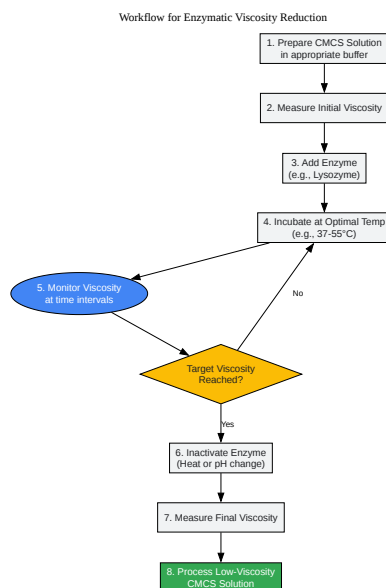 Workflow for Enzymatic Viscosity Reduction
1. Prepare CMCS Solution
in appropriate buffer
2. Measure Initial Viscosity
3. Add Enzyme
(e.g., Lysozyme)
4. Incubate at Optimal Temp
(e.g., 37-55°C)
5. Monitor Viscosity
at time intervals
No
Target Viscosity
Reached?
Yes
6. Inactivate Enzyme
(Heat or pH change)
7. Measure Final Viscosity
8. Process Low-Viscosity
CMCS Solution